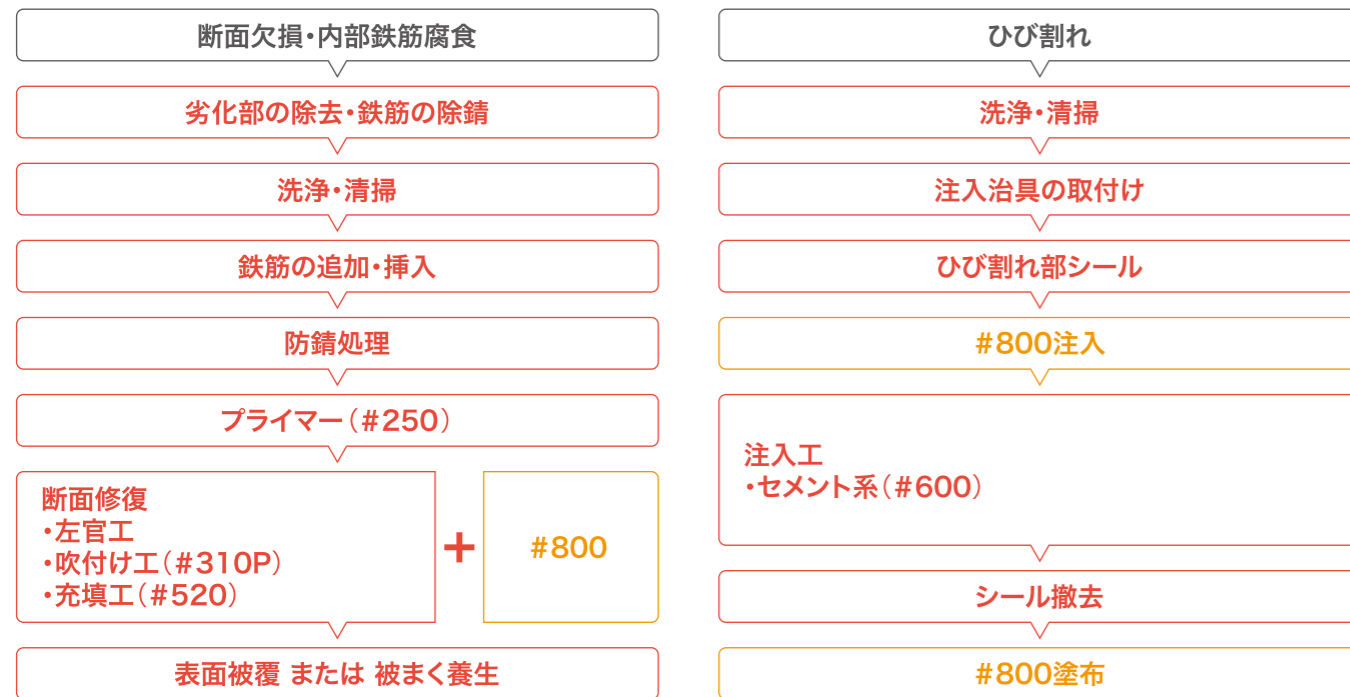 断面欠損・内部鉄筋腐食
劣化部の除去・鉄筋の除錆
洗浄・清掃
鉄筋の追加・挿入
防錆処理
プライマー（#250）
断面修復
・左官工
・吹付け工（#310P）
・充填工（#520）
+
#800
表面被覆 または 被まく養生
ひび割れ
洗浄・清掃
注入治具の取付け
ひび割れ部シール
#800注入
注入工
・セメント系（#600）
シール撤去
#800塗布